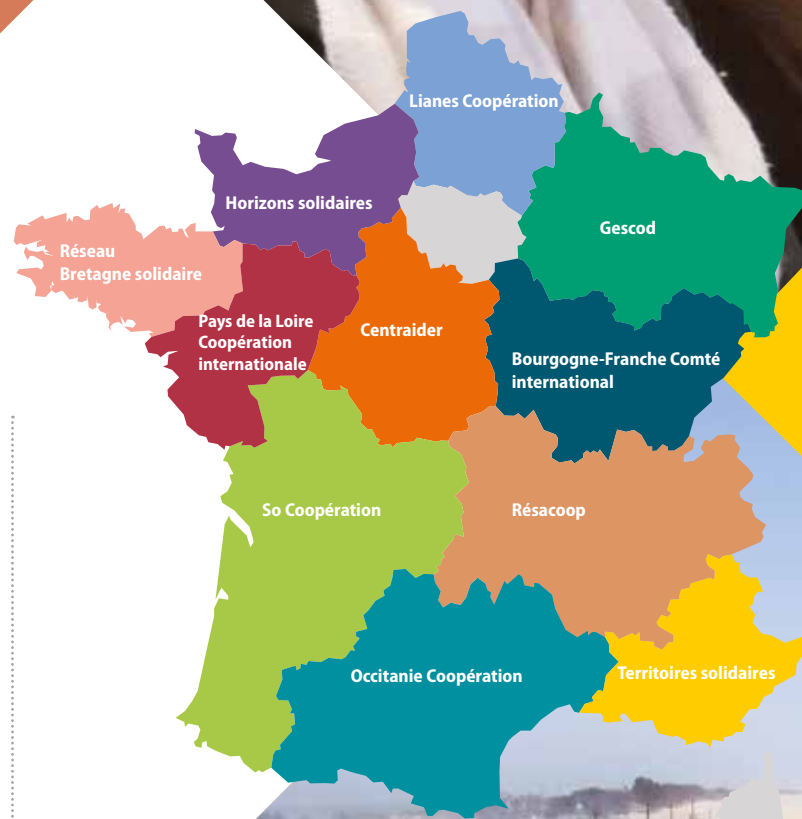 Lianes Coopération
Horizons solidaires
Gescod
Réseau
Bretagne solidaire
Pays de la Loire
Coopération
internationale
Centraider
Bourgogne-Franche Comté
international
So Coopération
Résacoop
Occitanie Coopération
Territoires solidaires